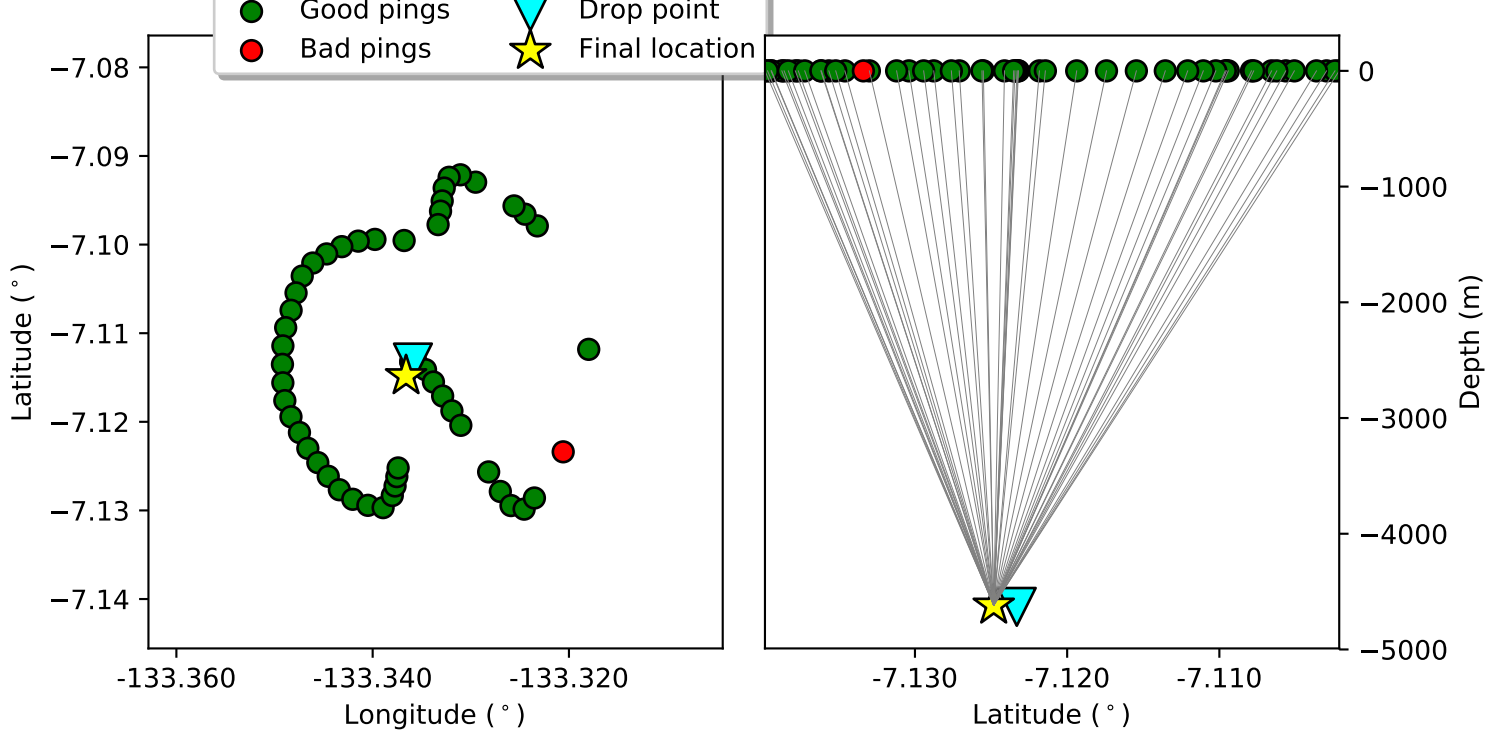 Good pings
Drop point
Bad pings
Final location
−7.08
−7.09
−7.10
−7.11
−7.12
−7.13
−7.14
Latitude (°)
-133.360
-133.340
-133.320
Longitude (°)
0
−1000
−2000
−3000
−4000
−5000
Depth (m)
-7.130
-7.120
-7.110
Latitude (°)